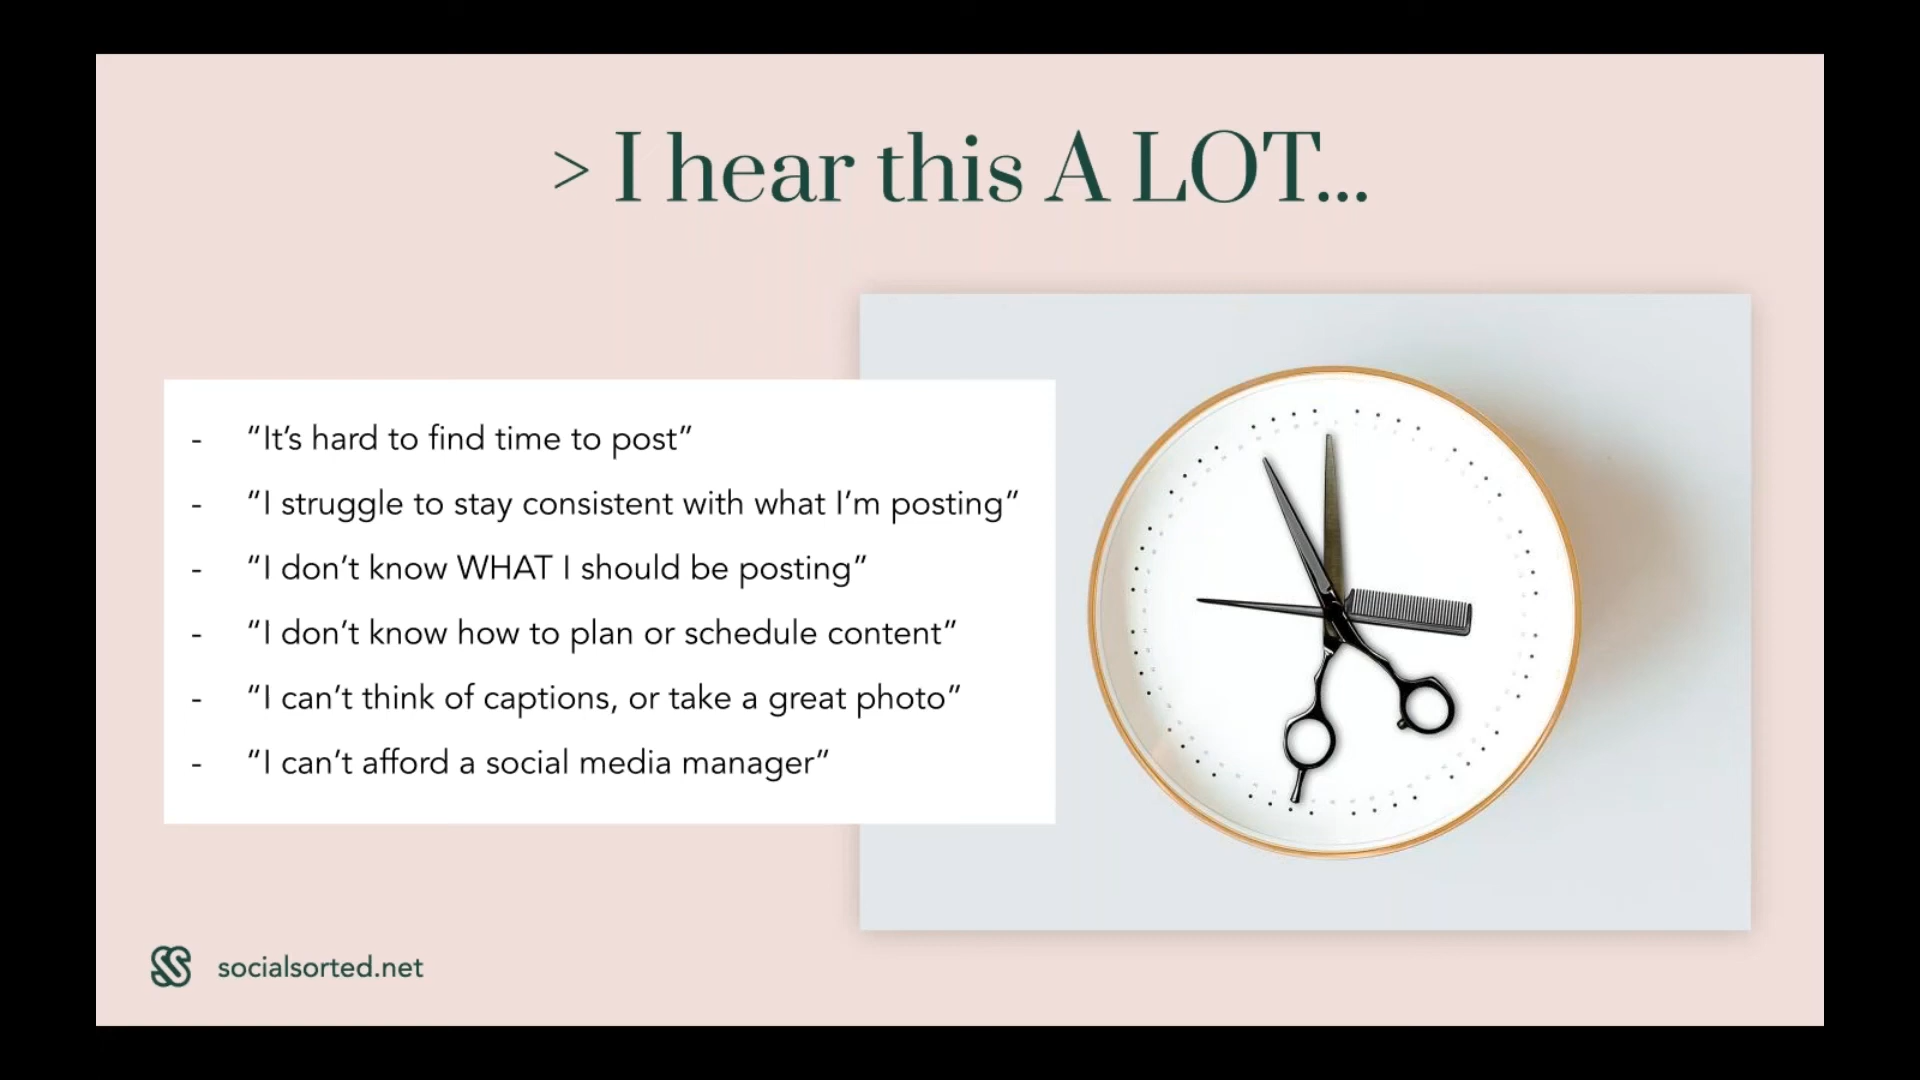 > I hear this A LOT...
- “It’s hard to find time to post”
- “I struggle to stay consistent with what I’m posting”
- “I don’t know WHAT I should be posting”
- “I don’t know how to plan or schedule content”
- “I can’t think of captions, or take a great photo”
- “I can’t afford a social media manager”
socialsorted.net